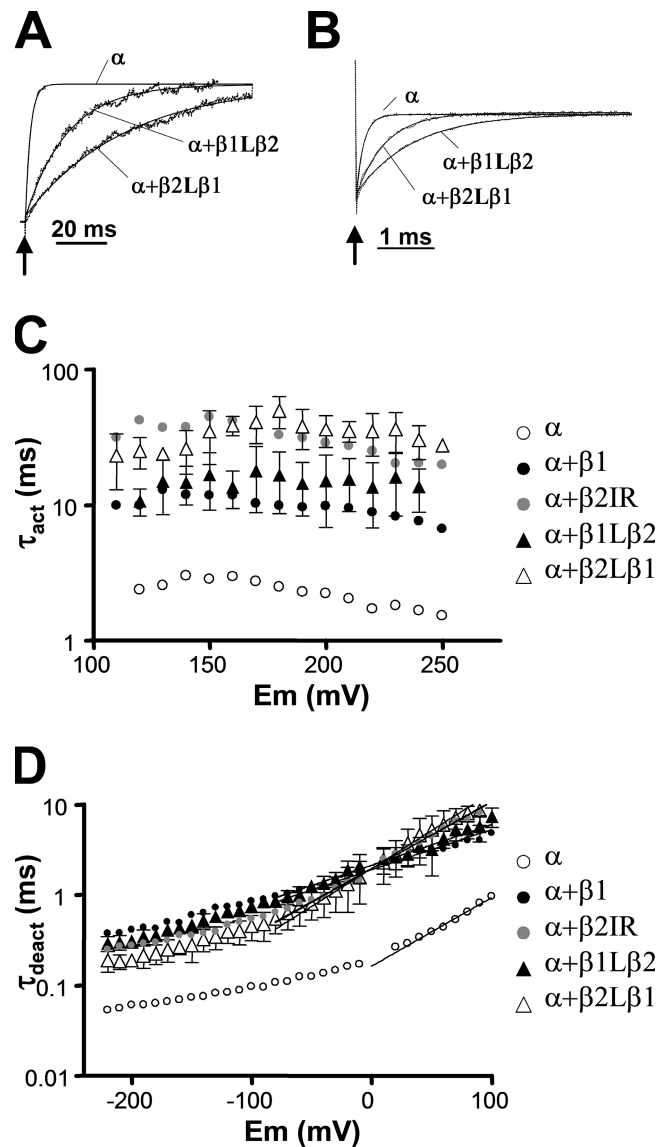 A
α
α+β1Lβ2
α+β2Lβ1
20 ms
B
α
α+β1Lβ2
α+β2Lβ1
1 ms
C
100
10
1
τact (ms)
100 150 200 250
Em (mV)
α
α+β1
α+β2IR
α+β1Lβ2
α+β2Lβ1
D
10
1
0.1
0.01
τdeact (ms)
-200 -100 0 100
Em (mV)
α
α+β1
α+β2IR
α+β1Lβ2
α+β2Lβ1